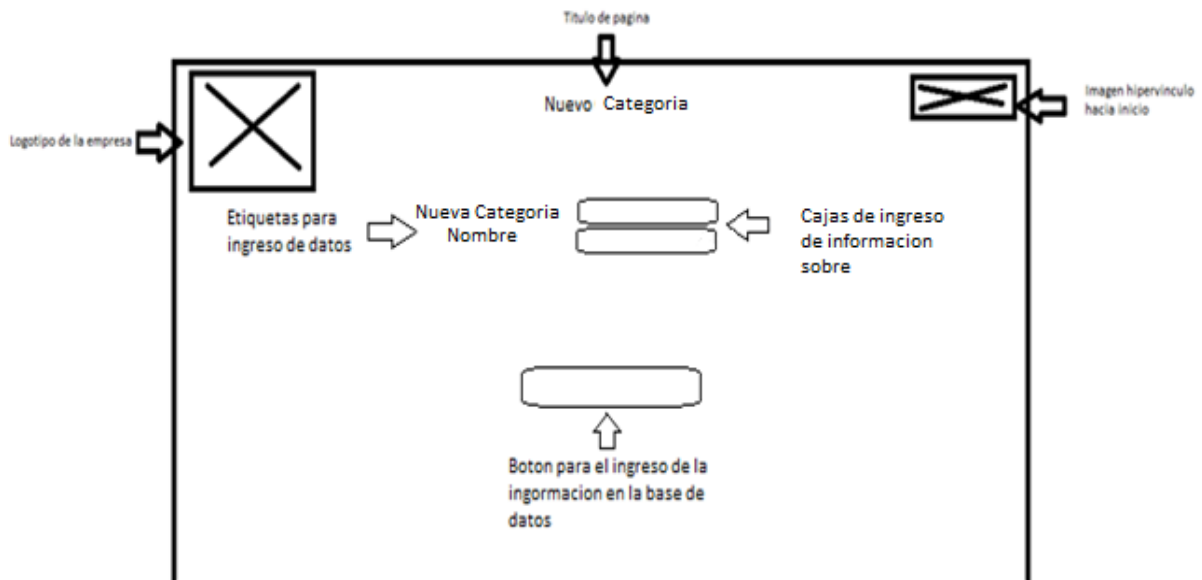 Titulo de pagina
Nuevo Categoria
Imagen hipervinculo
hacia inicio
Logotipo de la empresa
Etiquetas para
ingreso de datos
Nueva Categoria
Nombre
Cajas de ingreso
de informacion
sobre
Boton para el ingreso de la
ingormacion en la base de
datos